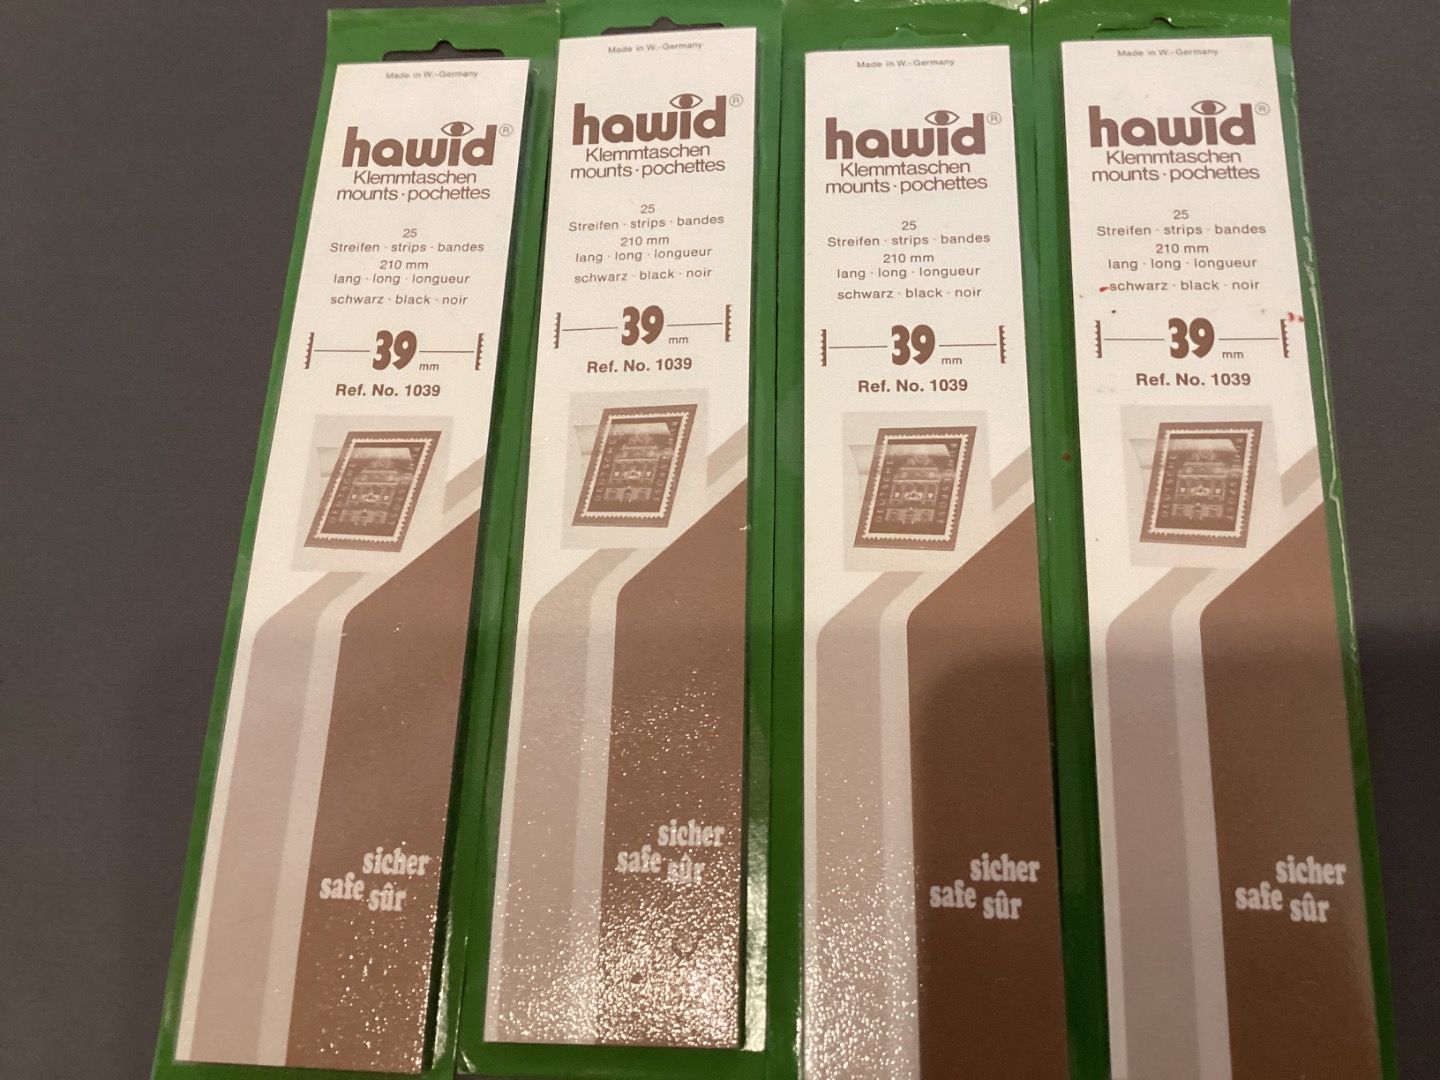 Made in W.-Germany
hawid®
Klemmtaschen
mounts · pochettes
25
Streifen · strips · bandes
210 mm
lang · long · longueur
schwarz · black · noir
39 mm
Ref. No. 1039
sicher
safe sûr
Made in W.-Germany
hawid®
Klemmtaschen
mounts · pochettes
25
Streifen · strips · bandes
210 mm
lang · long · longueur
schwarz · black · noir
39 mm
Ref. No. 1039
sicher
safe sûr
Made in W.-Germany
hawid®
Klemmtaschen
mounts · pochettes
25
Streifen · strips · bandes
210 mm
lang · long · longueur
schwarz · black · noir
39 mm
Ref. No. 1039
DEUTSCHE
sicher
safe sûr
Made in W.-Germany
hawid®
Klemmtaschen
mounts · pochettes
25
Streifen · strips · bandes
210 mm
lang · long · longueur
schwarz · black · noir
39 mm
Ref. No. 1039
DEUTSCHE
sicher
safe sûr